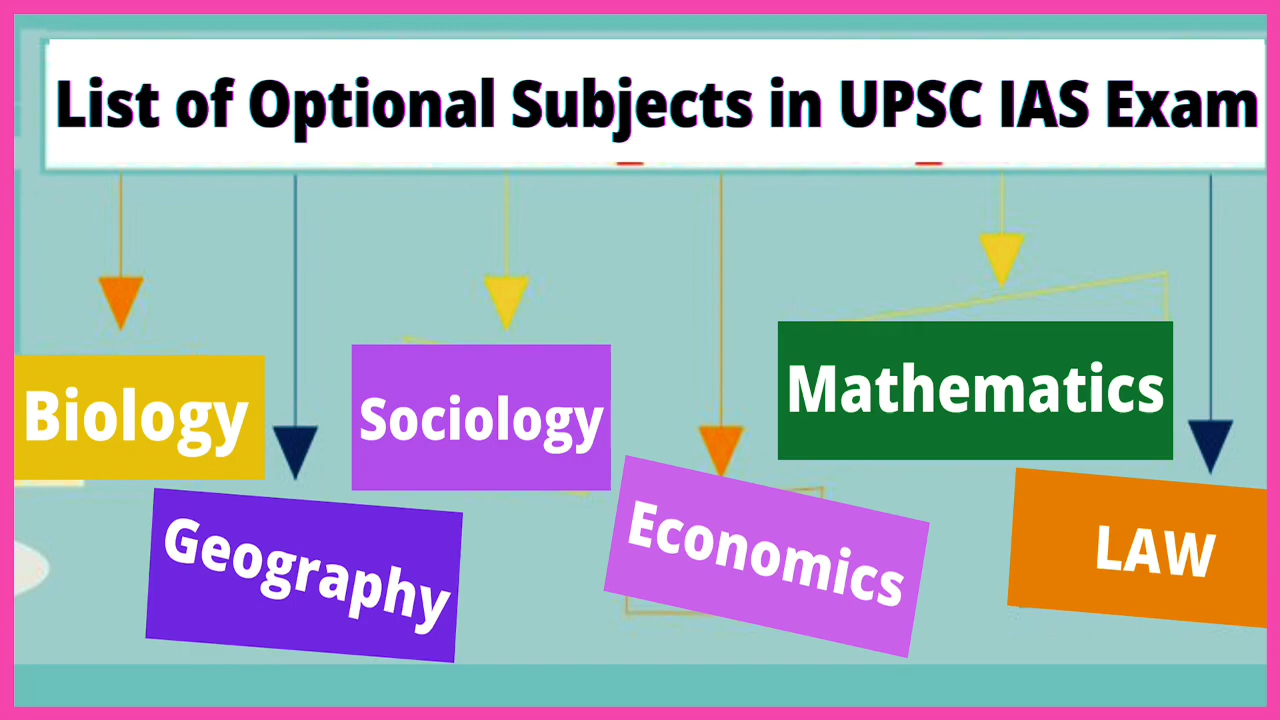 List of Optional Subjects in UPSC IAS Exam
Biology
Sociology
Mathematics
Geography
Economics
LAW